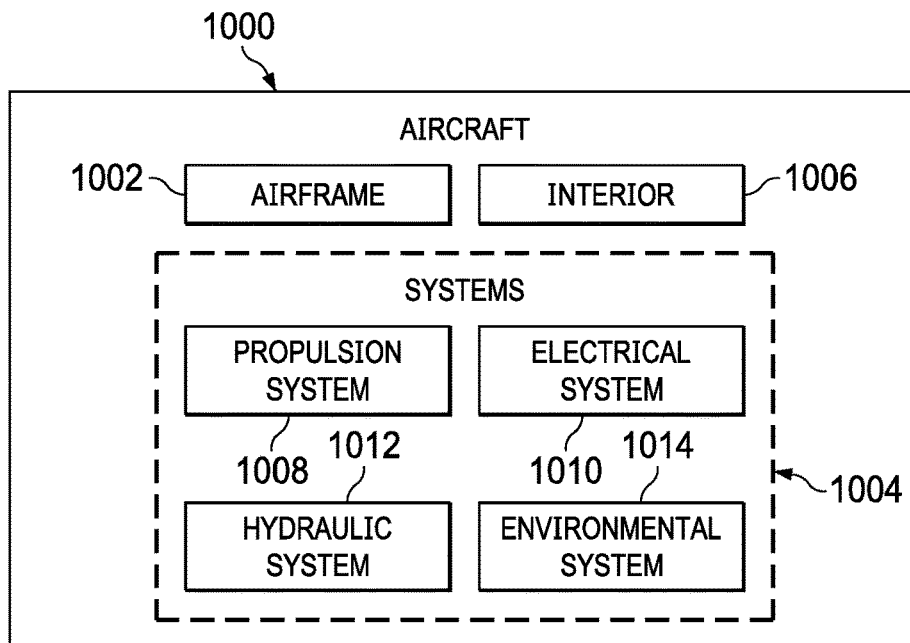 1000
AIRCRAFT
1002
AIRFRAME
INTERIOR
1006
SYSTEMS
PROPULSION
SYSTEM
ELECTRICAL
SYSTEM
1008
1012
1010
1014
1004
HYDRAULIC
SYSTEM
ENVIRONMENTAL
SYSTEM